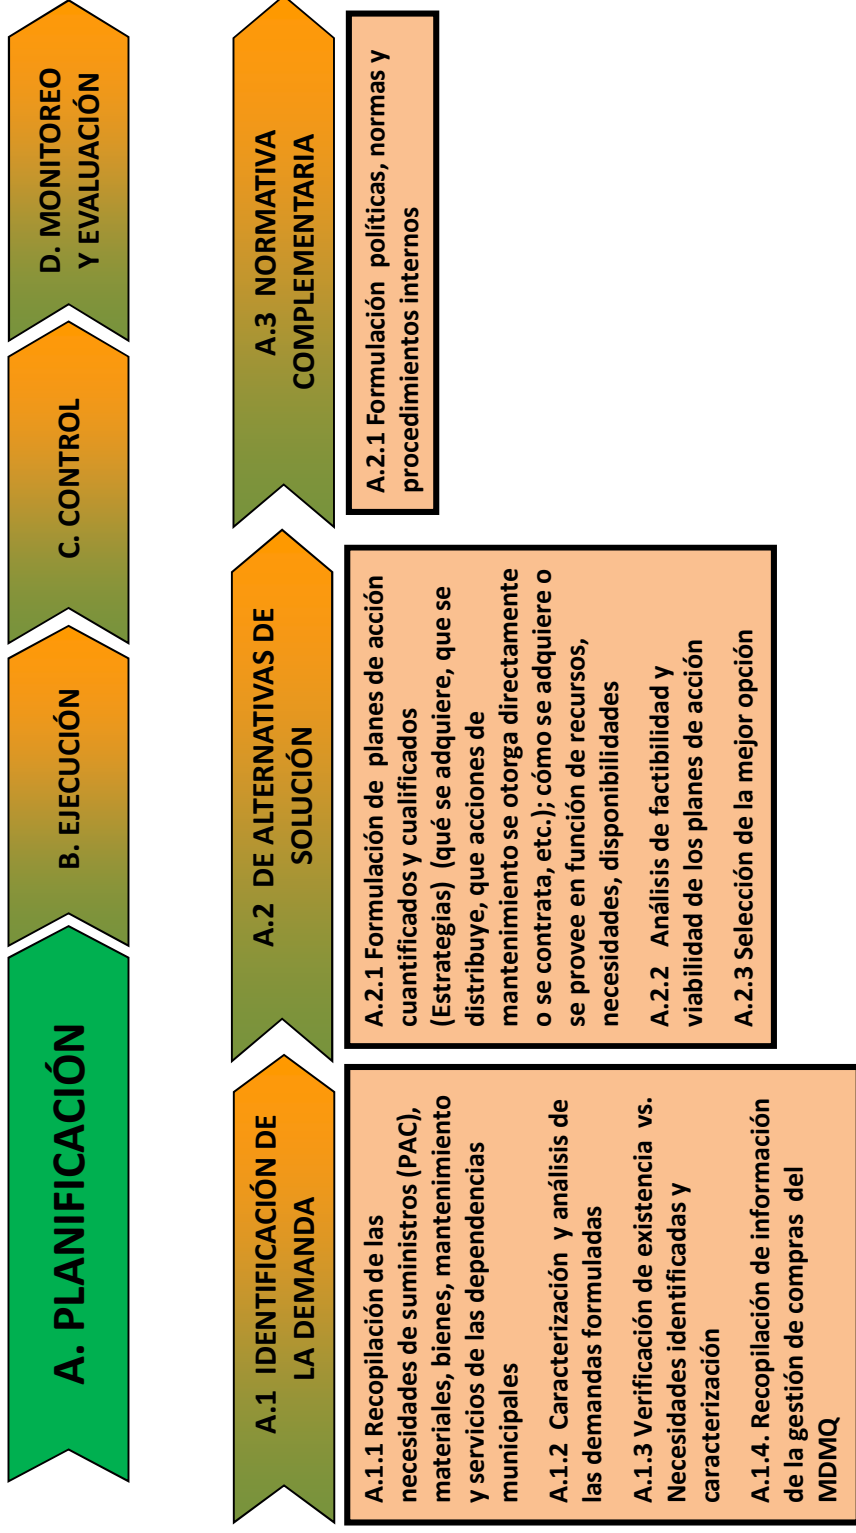 A. PLANIFICACIÓN
B. EJECUCIÓN
C. CONTROL
D. MONITOREO
Y EVALUACIÓN
A.1 IDENTIFICACIÓN DE
LA DEMANDA
A.1.1 Recopilación de las
necesidades de suministros (PAC),
materiales, bienes, mantenimiento
y servicios de las dependencias
municipales
A.1.2 Caracterización y análisis de
las demandas formuladas
A.1.3 Verificación de existencia vs.
Necesidades identificadas y
caracterización
A.1.4. Recopilación de información
de la gestión de compras del
MDMQ
A.2 DE ALTERNATIVAS DE
SOLUCIÓN
A.2.1 Formulación de planes de acción
cuantificados y cualificados
(Estrategias) (qué se adquiere, que se
distribuye, que acciones de
mantenimiento se otorga directamente
o se contrata, etc.); cómo se adquiere o
se provee en función de recursos,
necesidades, disponibilidades
A.2.2 Análisis de factibilidad y
viabilidad de los planes de acción
A.2.3 Selección de la mejor opción
A.3 NORMATIVA
COMPLEMENTARIA
A.2.1 Formulación políticas, normas y
procedimientos internos